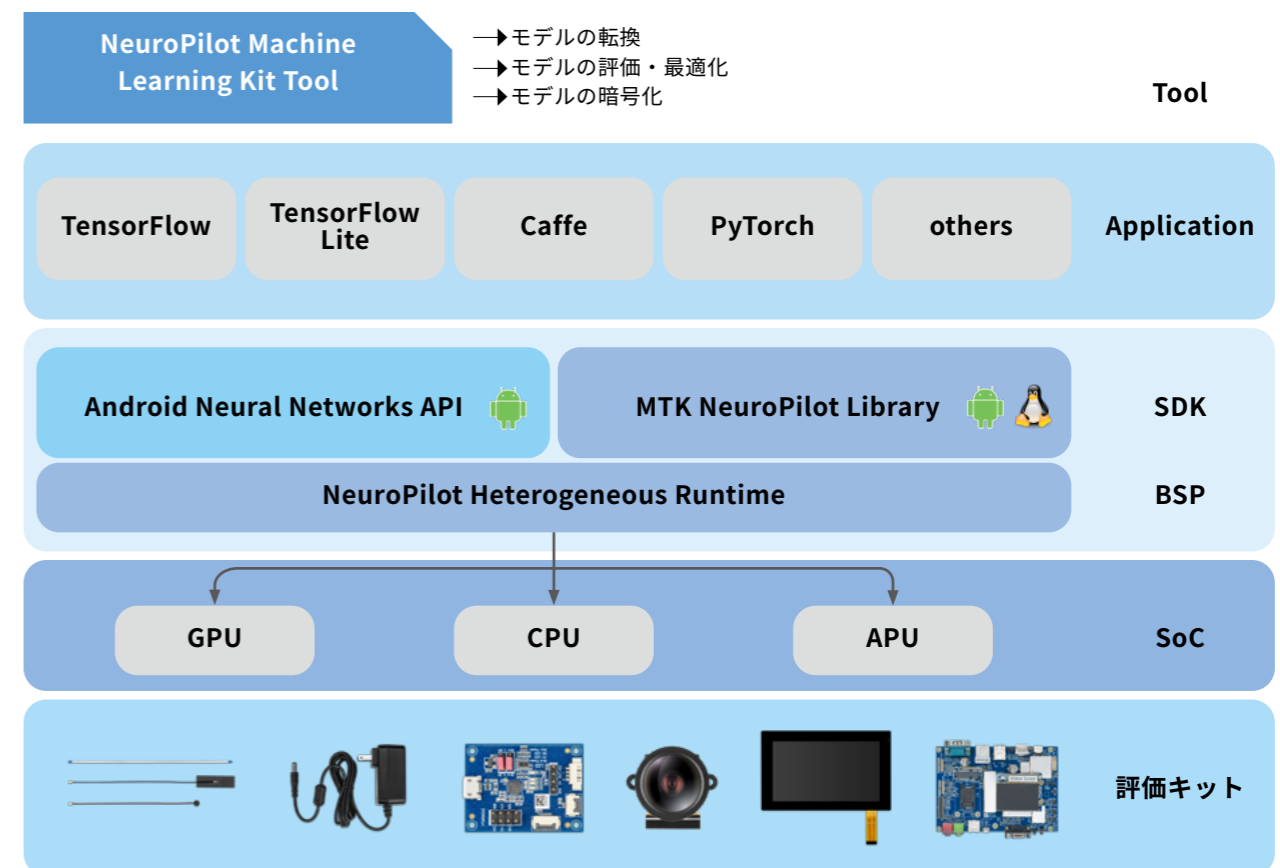 NeuroPilot Machine
Learning Kit Tool
モデルの転換
モデルの評価・最適化
モデルの暗号化
Tool
TensorFlow
TensorFlow
Lite
Caffe
PyTorch
others
Application
Android Neural Networks API
MTK NeuroPilot Library
SDK
NeuroPilot Heterogeneous Runtime
BSP
GPU
CPU
APU
SoC
評価キット